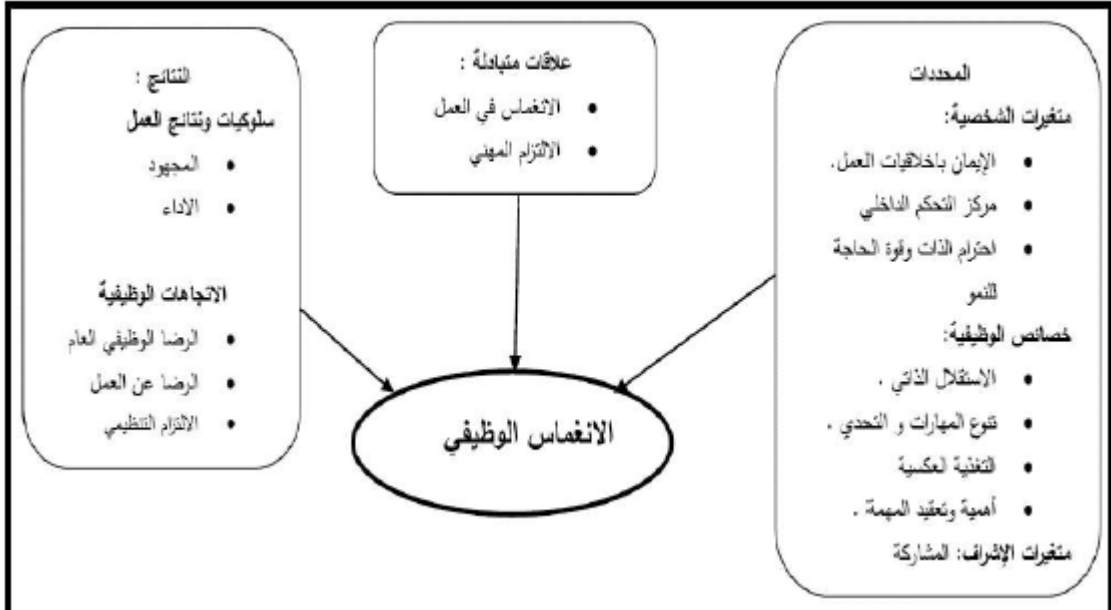 المحددات
متغيرات الشخصية:
• الإيمان باخلاقيات العمل.
• مركز التحكم الداخلي
• احترام الذات وقوة الحاجة
للنمو
خصائص الوظيفية:
• الاستقلال الذاتي .
• تنوع المهارات و التحدي .
• التغذية العكسية
• أهمية وتعقيد المهمة .
متغيرات الإشراف: المشاركة
علاقات متبادلة :
• الانغماس في العمل
• الالتزام المهني
النتائج :
سلوكيات ونتائج العمل
• المجهود
• الاداء
الاتجاهات الوظيفية
• الرضا الوظيفي العام
• الرضا عن العمل
• الالتزام التنظيمي
الانغماس الوظيفي